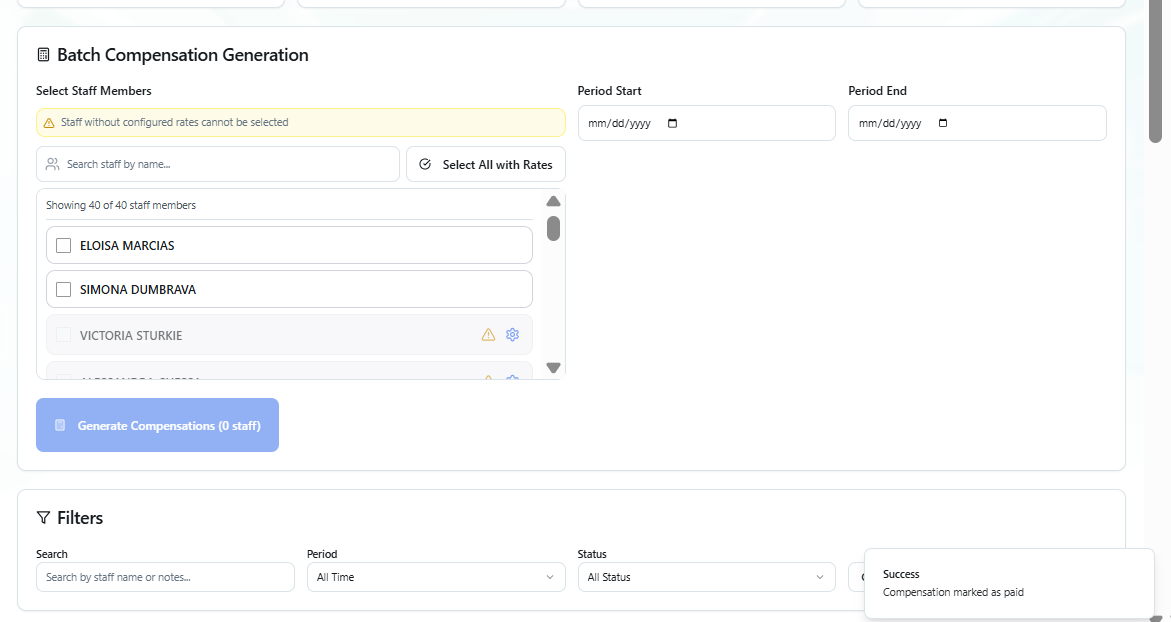 Batch Compensation Generation
Select Staff Members
Period Start
Period End
Staff without configured rates cannot be selected
mm/dd/yyyy
mm/dd/yyyy
Search staff by name...
Select All with Rates
Showing 40 of 40 staff members
ELOISA MARCIAS
SIMONA DUMBRAVA
VICTORIA STURKIE
Generate Compensations (0 staff)
Filters
Search
Period
Status
Search by staff name or notes...
All Time
All Status
Success
Compensation marked as paid